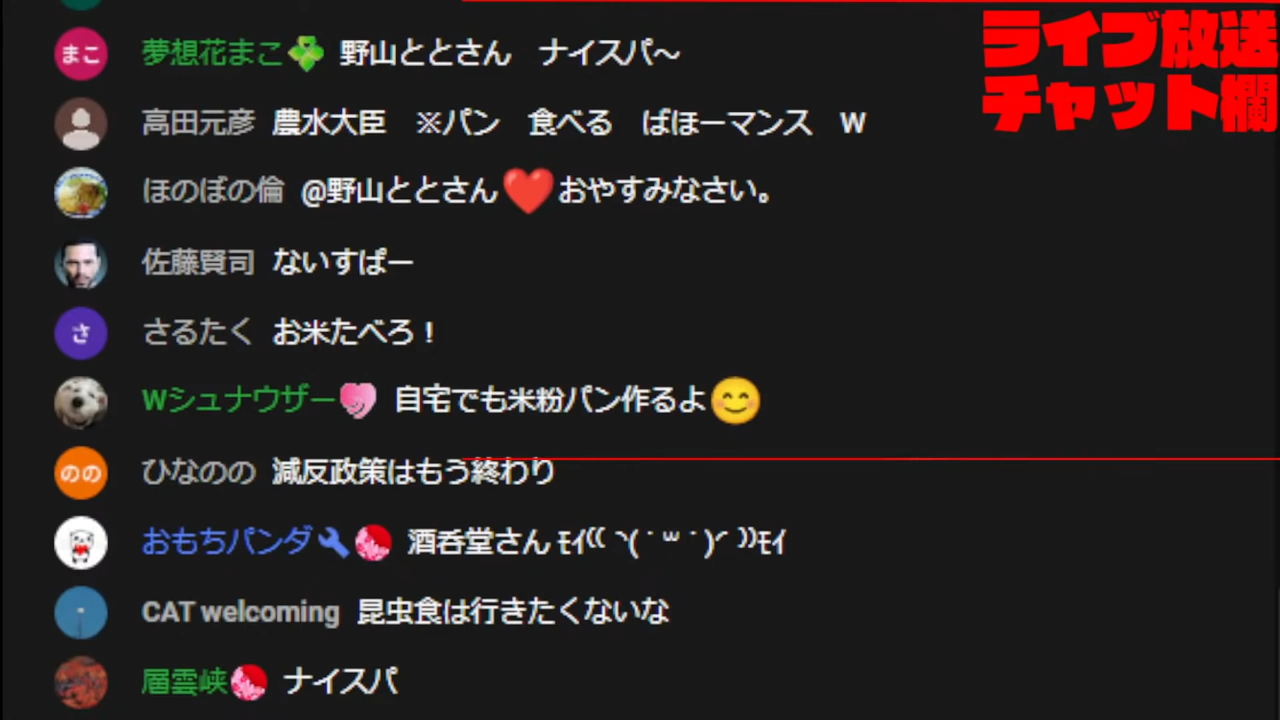 ライブ放送
チャット欄
まこ 夢想花まこ🍀 野山ととさん　ナイスパ～
高田元彦 農水大臣　※パン　食べる　ぱほーマンス　W
ほのぼの倫 @野山ととさん❤️おやすみなさい。
佐藤賢司 ないすぱー
さ さるたく お米たべろ！
Wシュナウザー 自宅でも米粉パン作るよ😊
のの ひなのの 減反政策はもう終わり
おもちパンダ🔧 酒呑堂さん ﾓｲ⸨⸨ ◝( ˙ ꒳ ˙ )◜ ⸩⸩ﾓｲ
CAT welcoming 昆虫食は行きたくないな
層雲峡 ナイスパ